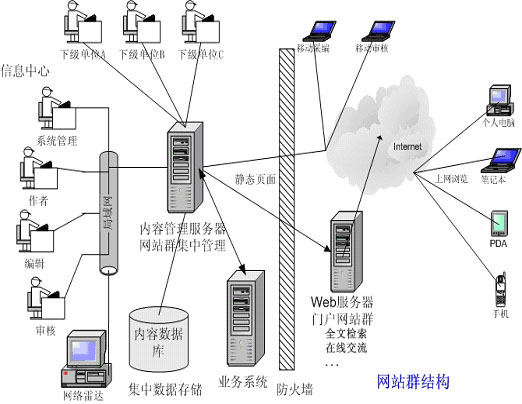 下级单位A
下级单位B
下级单位C
移动采编
移动审核
信息中心
系统管理
个人电脑
Internet
作者
局域网
静态页面
上网浏览
笔记本
内容管理服务器
网站群集中管理
PDA
编辑
Web服务器
门户网站群
全文检索
在线交流
...
手机
审核
内容数据
库
网络雷达
集中数据存储
业务系统
防火墙
网站群结构